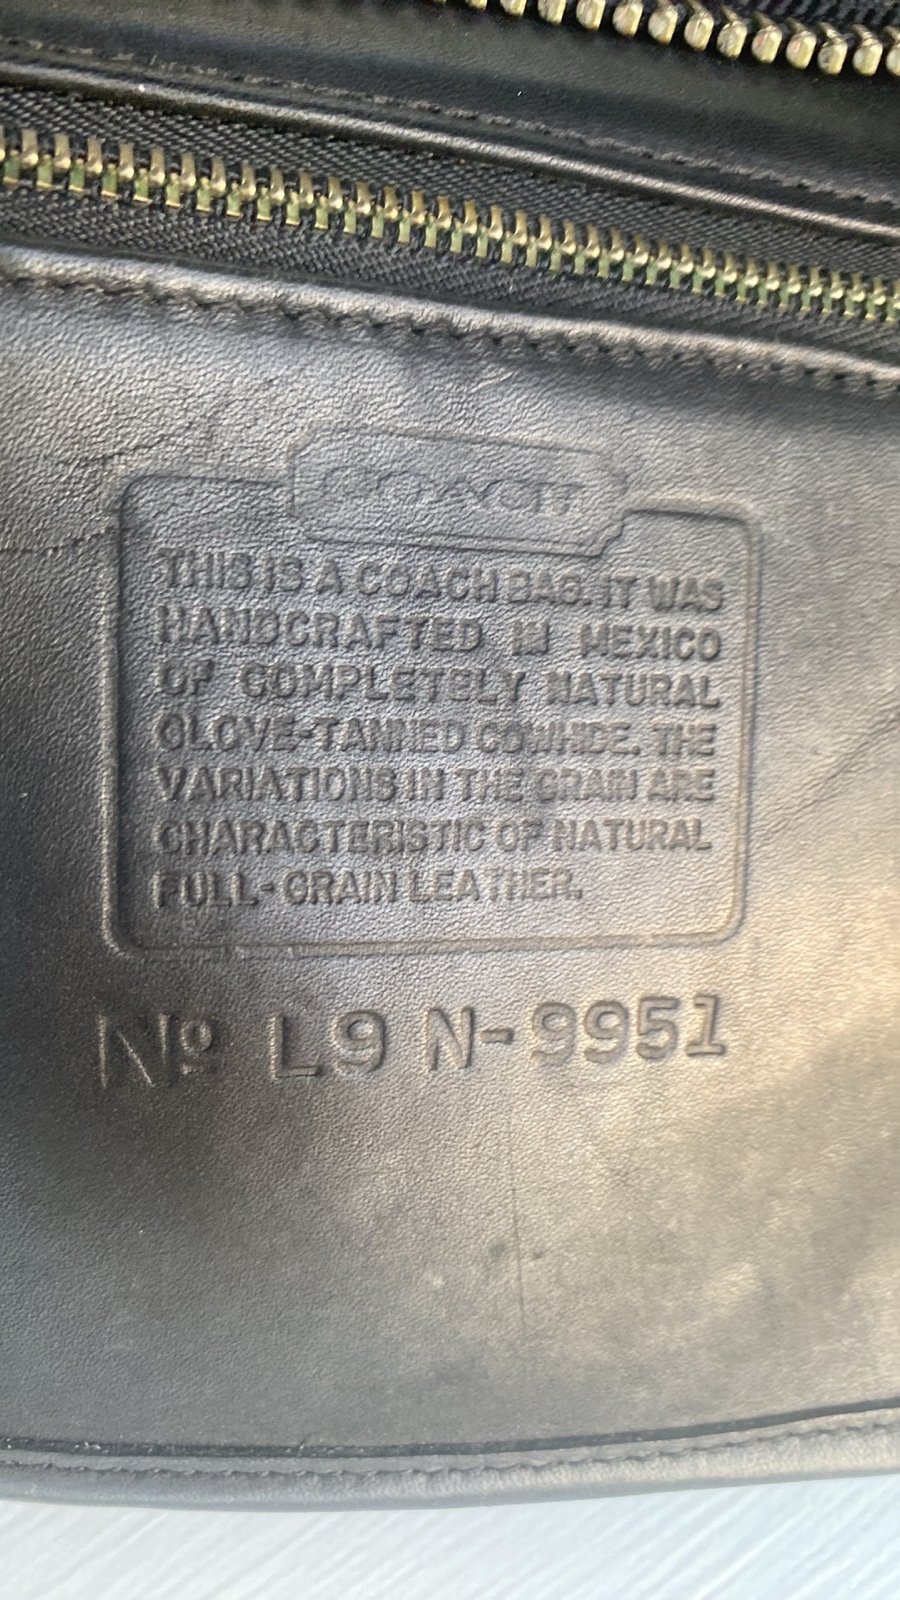 COACH
THIS IS A COACH BAG. IT WAS
HANDCRAFTED IN MEXICO
OF COMPLETELY NATURAL
GLOVE-TANNED COWHIDE. THE
VARIATIONS IN THE GRAIN ARE
CHARACTERISTIC OF NATURAL
FULL-GRAIN LEATHER.
Nº L9N-9951